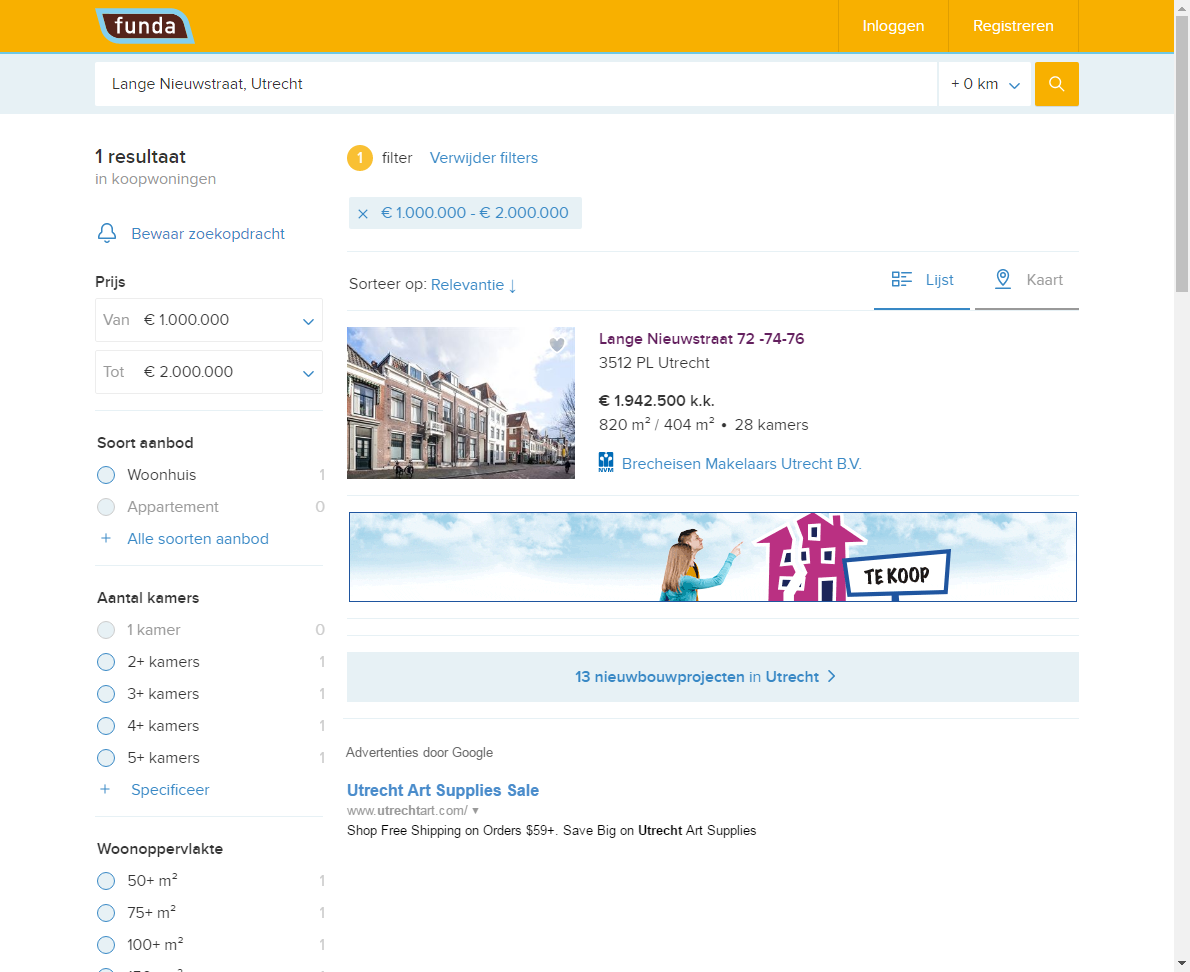 funda
Inloggen
Registreren
Lange Nieuwstraat, Utrecht
+ 0 km
1 resultaat
in koopwoningen
Bewaar zoekopdracht
Prijs
Van € 1.000.000
Tot € 2.000.000
Soort aanbod
Woonhuis 1
Appartement 0
+ Alle soorten aanbod
Aantal kamers
1 kamer 0
2+ kamers 1
3+ kamers 1
4+ kamers 1
5+ kamers 1
+ Specificeer
Woonoppervlakte
50+ m² 1
75+ m² 1
100+ m² 1
1 filter Verwijder filters
× € 1.000.000 - € 2.000.000
Sorteer op: Relevantie ↓
Lijst
Kaart
Lange Nieuwstraat 72 -74-76
3512 PL Utrecht
€ 1.942.500 k.k.
820 m² / 404 m² • 28 kamers
NVM
Brecheisen Makelaars Utrecht B.V.
TE KOOP
13 nieuwbouwprojecten in Utrecht >
Advertenties door Google
Utrecht Art Supplies Sale
www.utrechtart.com/ ▼
Shop Free Shipping on Orders $59+. Save Big on Utrecht Art Supplies